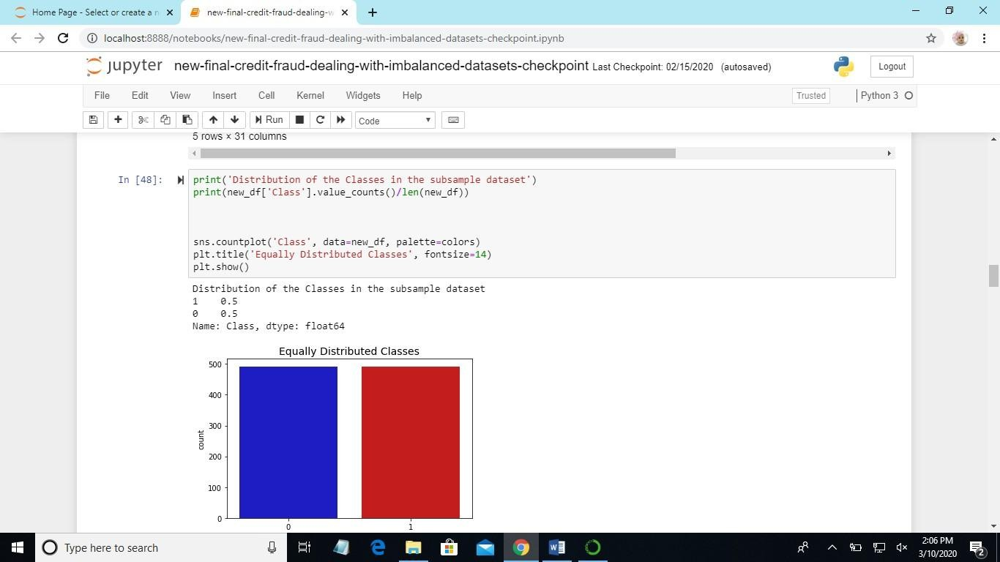 Home Page - Select or create a n
new-final-credit-fraud-dealing-w
localhost:8888/notebooks/new-final-credit-fraud-dealing-with-imbalanced-datasets-checkpoint.ipynb
jupyter new-final-credit-fraud-dealing-with-imbalanced-datasets-checkpoint Last Checkpoint: 02/15/2020 (autosaved) Logout
File Edit View Insert Cell Kernel Widgets Help Trusted Python 3
Run Code
5 rows × 31 columns
In [48]: print('Distribution of the Classes in the subsample dataset')
print(new_df['Class'].value_counts()/len(new_df))
sns.countplot('Class', data=new_df, palette=colors)
plt.title('Equally Distributed Classes', fontsize=14)
plt.show()
Distribution of the Classes in the subsample dataset
1 0.5
0 0.5
Name: Class, dtype: float64
Equally Distributed Classes
500
400
300
200
100
0
count
0 1
Type here to search
2:06 PM
3/10/2020
2